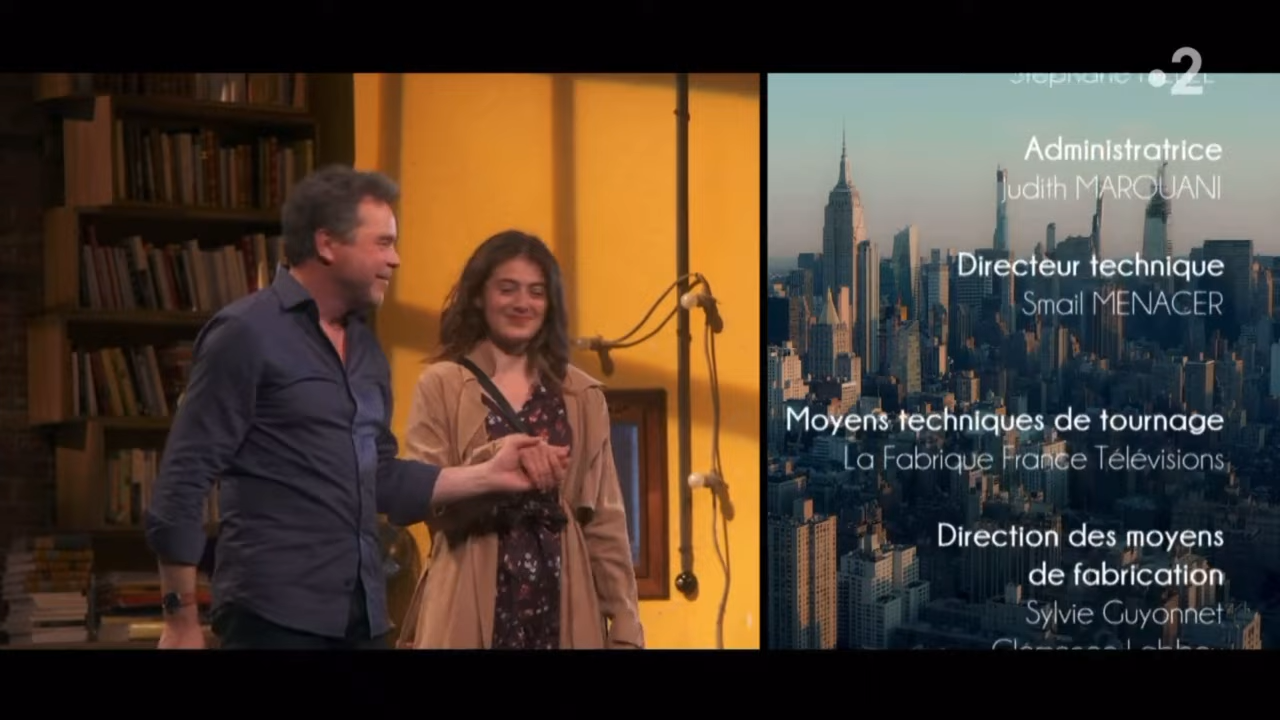 2
Administratrice
Judith MAROUANI
Directeur technique
Smail MENACER
Moyens techniques de tournage
La Fabrique France Télévisions
Direction des moyens
de fabrication
Sylvie Guyonnet